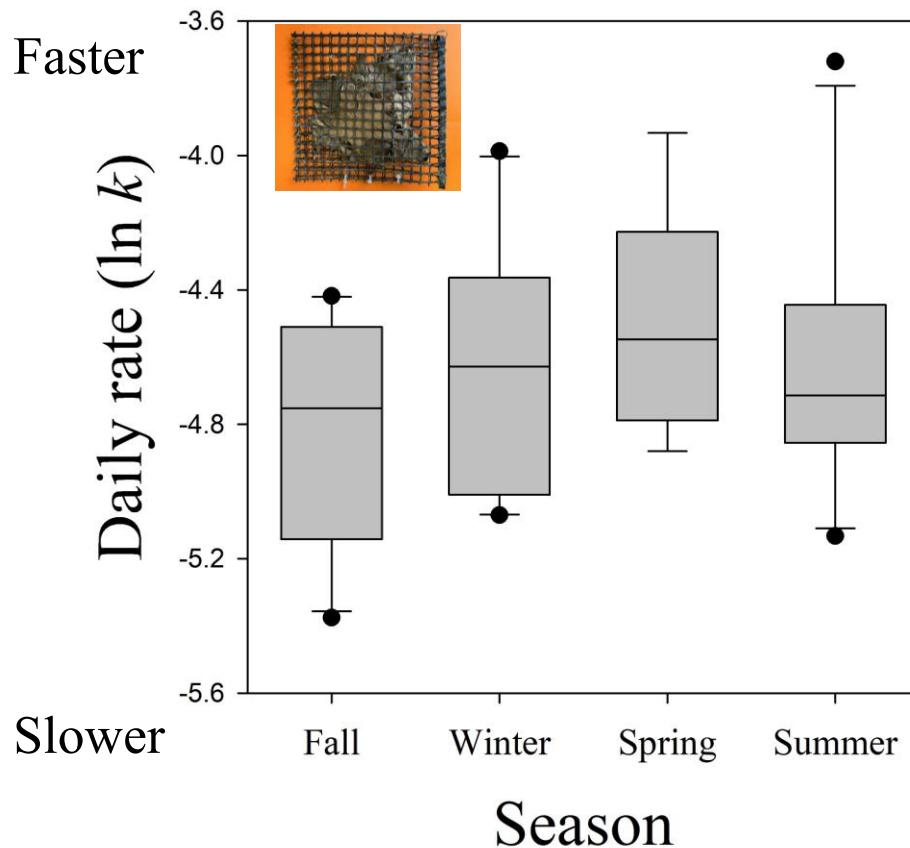 -3.6
Faster
-4.0
Daily rate (ln k)
-4.4
-4.8
-5.2
-5.6
Slower
Fall Winter Spring Summer
Season